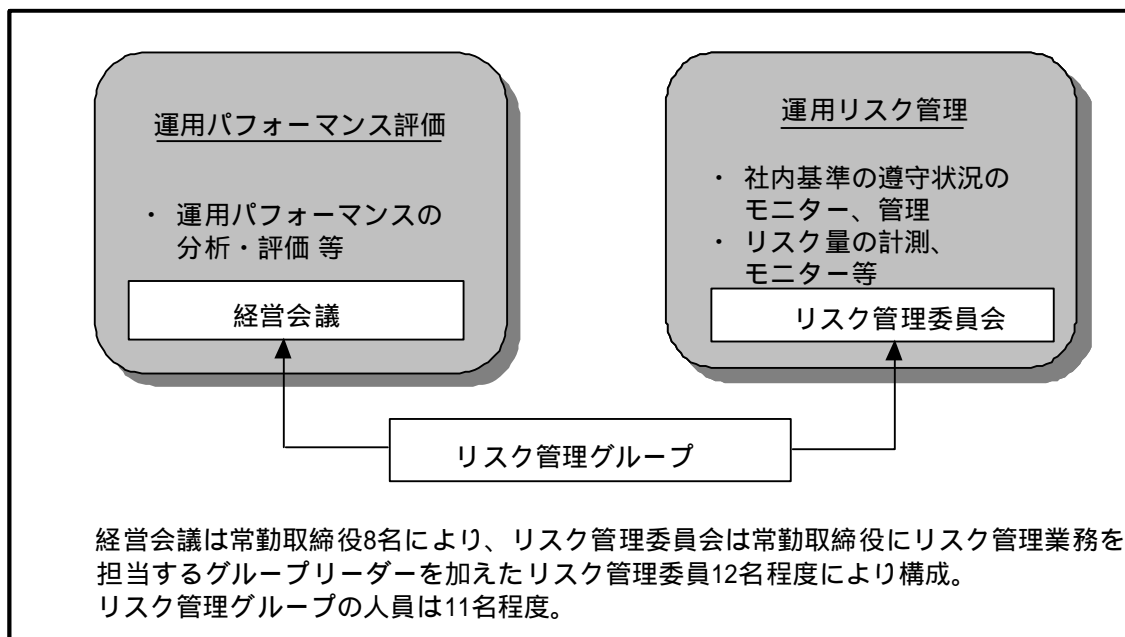 運用パフォーマンス評価
・ 運用パフォーマンスの
分析・評価 等
経営会議
運用リスク管理
・ 社内基準の遵守状況の
モニター、管理
・ リスク量の計測、
モニター等
リスク管理委員会
リスク管理グループ
経営会議は常勤取締役8名により、リスク管理委員会は常勤取締役にリスク管理業務を
担当するグループリーダーを加えたリスク管理委員12名程度により構成。
リスク管理グループの人員は11名程度。